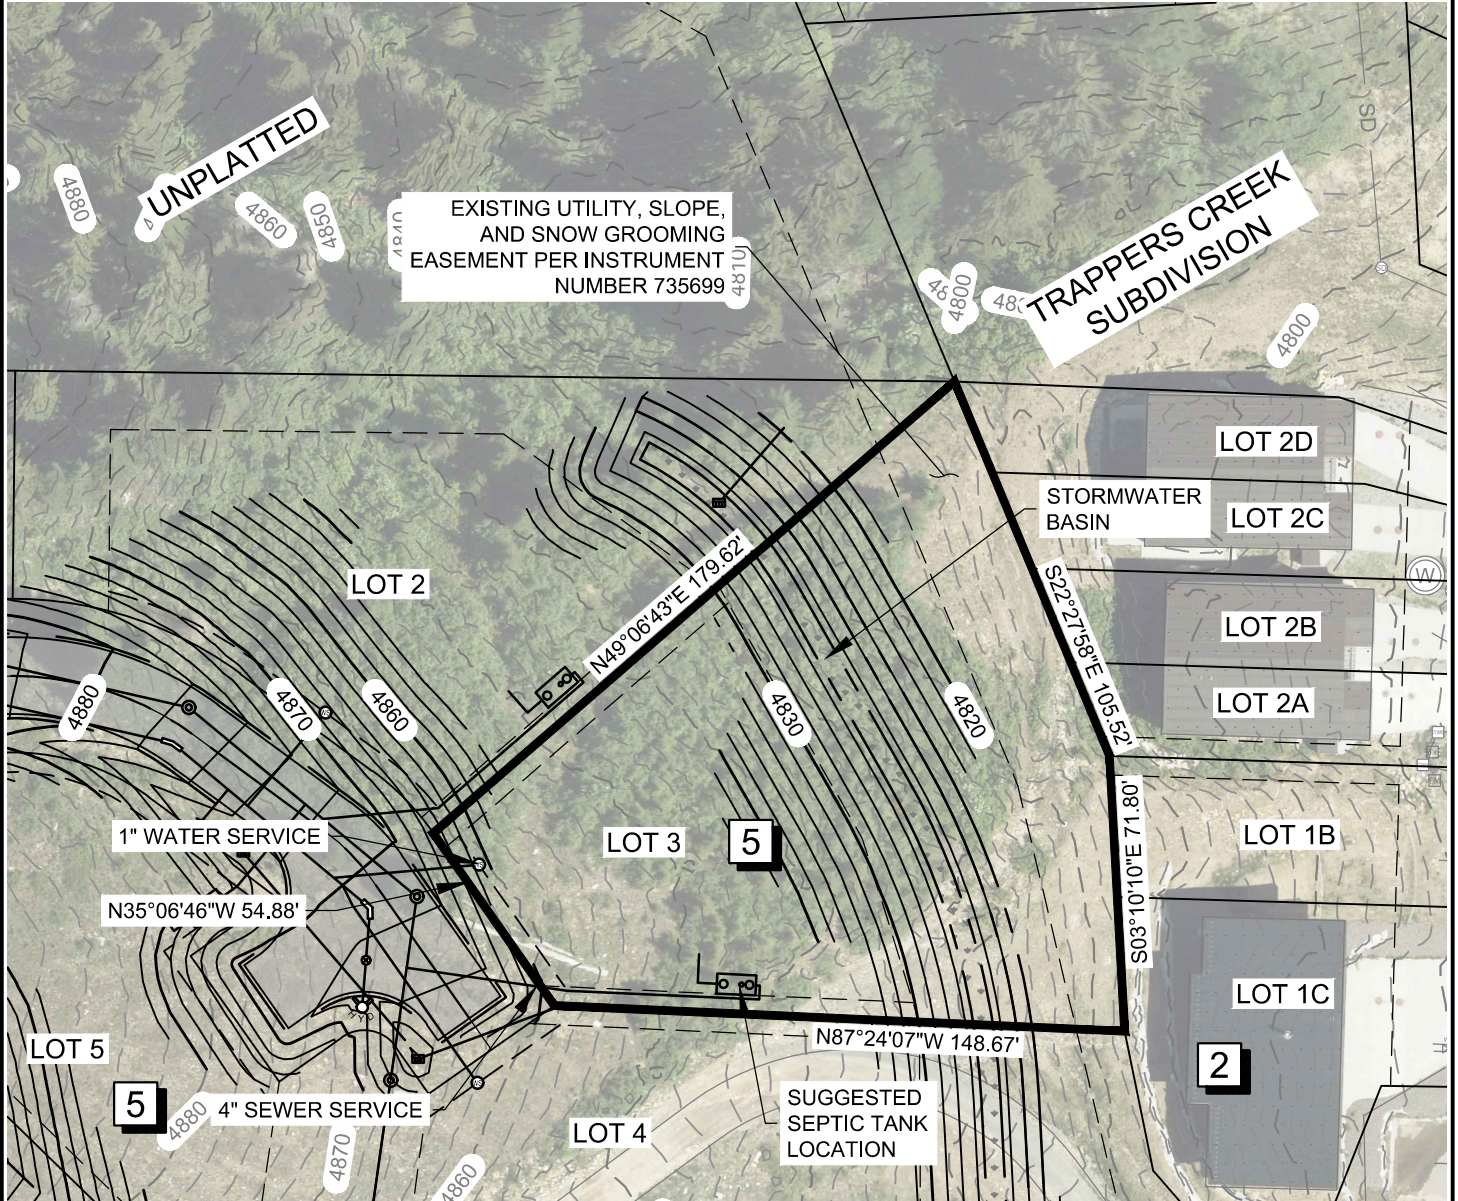 UNPLATTED
SD
4880
4860
4850
4840
EXISTING UTILITY, SLOPE,
AND SNOW GROOMING
EASEMENT PER INSTRUMENT
NUMBER 735699
4810
4800
TRAPPERS CREEK
SUBDIVISION
4800
LOT 2D
STORMWATER
BASIN
LOT 2C
N49°06'43"E 179.62'
LOT 2
S22°27'58"E 105.52'
W
LOT 2B
4880
4870
4860
4830
4820
LOT 2A
1" WATER SERVICE
LOT 3
5
S03°10'10"E 71.80'
LOT 1B
WS
N35°06'46"W 54.88'
HYD
LOT 1C
LOT 5
N87°24'07"W 148.67'
2
5
4880
4" SEWER SERVICE
4870
LOT 4
4860
SUGGESTED
SEPTIC TANK
LOCATION